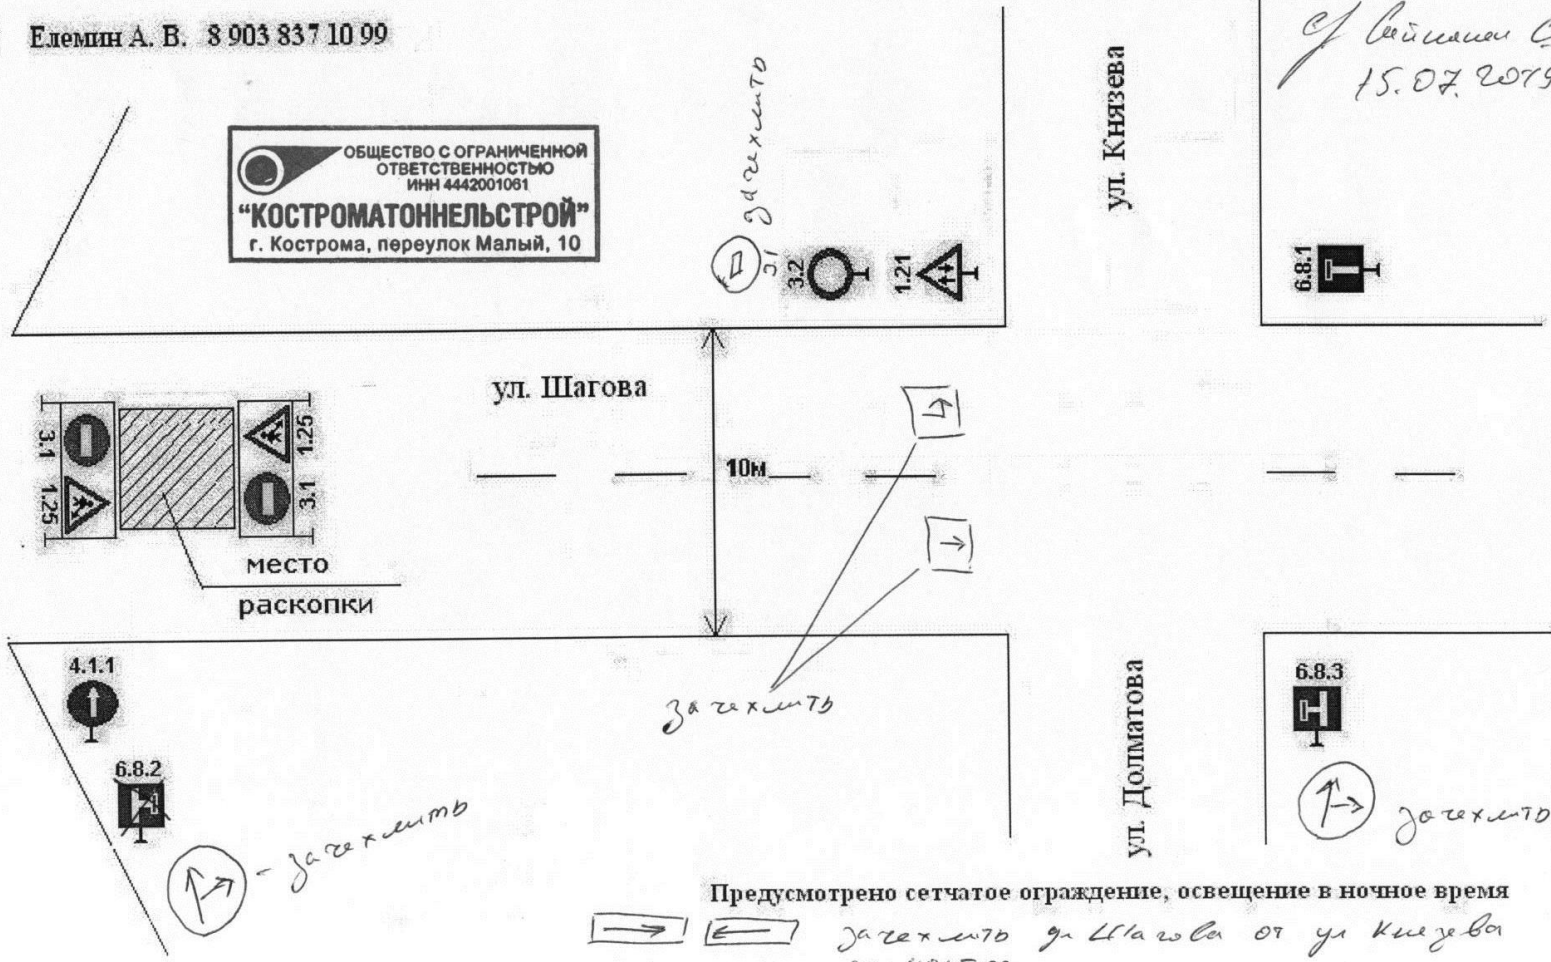 Елемин А. В. 8 903 837 10 99
15.07.2019
ОБЩЕСТВО С ОГРАНИЧЕННОЙ
ОТВЕТСТВЕННОСТЬЮ
ИНН 4442001061
"КОСТРОМАТОННЕЛЬСТРОЙ"
г. Кострома, переулок Малый, 10
зачехлить
3.1
3.2
1.21
ул. Князева
6.8.1
ул. Шагова
3.1
1.25
1.25
3.1
10м
место
раскопки
4.1.1
6.8.2
зачехлить
- зачехлить
ул. Долматова
6.8.3
зачехлить
Предусмотрено сетчатое ограждение, освещение в ночное время
зачехлить ул Шагова от ул Князева